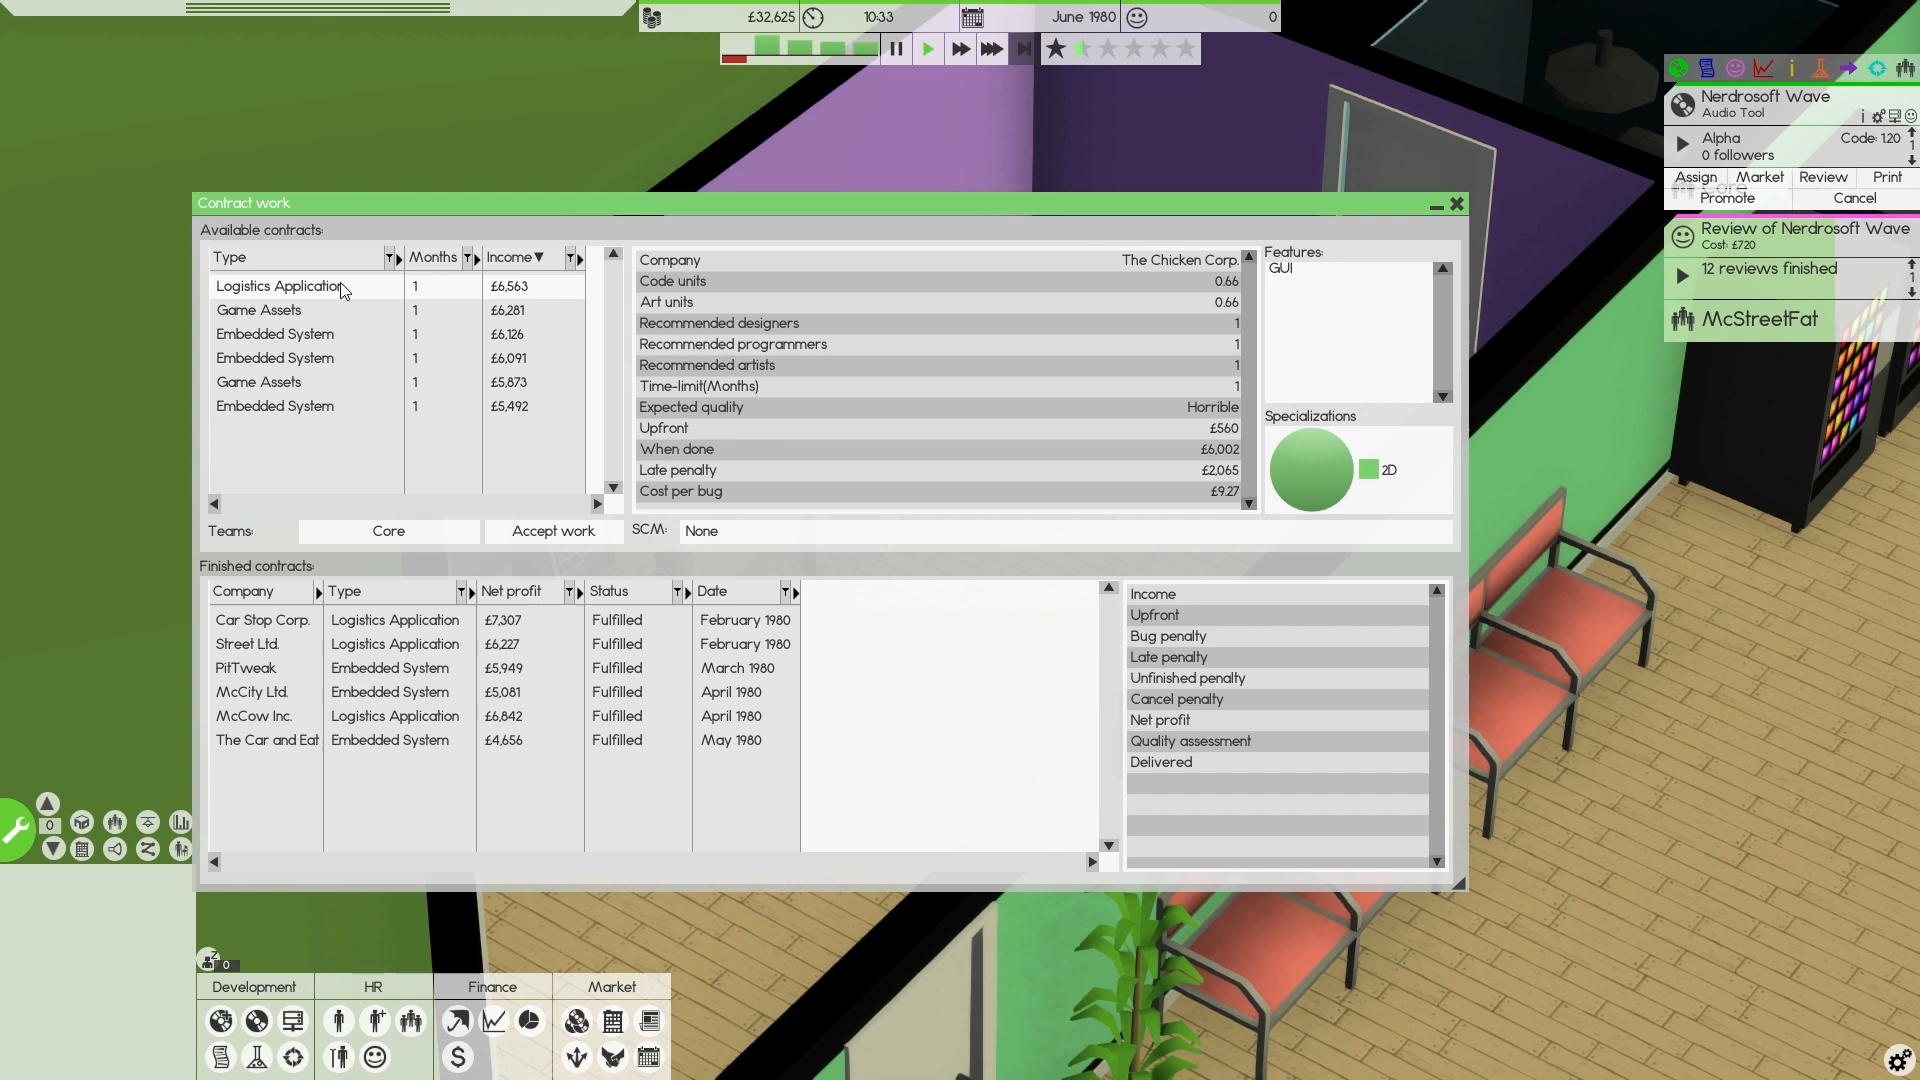 £32,625
10:33
June 1980
0
Nerdrosoft Wave
Audio Tool
Alpha
Code: 1.20
1
0 followers
Assign
Market
Review
Print
Core
Promote
Cancel
Review of Nerdrosoft Wave
Cost: £720
12 reviews finished
1
McStreetFat
Contract work
Available contracts:
Type Months Income▼
Logistics Application 1 £6,563
Game Assets 1 £6,281
Embedded System 1 £6,126
Embedded System 1 £6,091
Game Assets 1 £5,873
Embedded System 1 £5,492
Company The Chicken Corp.
Code units 0.66
Art units 0.66
Recommended designers 1
Recommended programmers 1
Recommended artists 1
Time-limit(Months) 1
Expected quality Horrible
Upfront £560
When done £6,002
Late penalty £2,065
Cost per bug £9.27
Features:
GUI
Specializations
2D
Teams: Core Accept work SCM: None
Finished contracts:
Company Type Net profit Status Date
Car Stop Corp. Logistics Application £7,307 Fulfilled February 1980
Street Ltd. Logistics Application £6,227 Fulfilled February 1980
PitTweak Embedded System £5,949 Fulfilled March 1980
McCity Ltd. Embedded System £5,081 Fulfilled April 1980
McCow Inc. Logistics Application £6,842 Fulfilled April 1980
The Car and Eat Embedded System £4,656 Fulfilled May 1980
Income
Upfront
Bug penalty
Late penalty
Unfinished penalty
Cancel penalty
Net profit
Quality assessment
Delivered
0
z
0
Development HR Finance Market